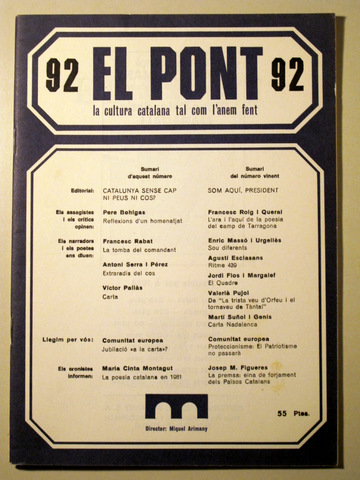 92 EL PONT 92
la cultura catalana tal com l'anem fent
Sumari
d'aquest número
Sumari
del número vinent
Editorial:
CATALUNYA SENSE CAP
NI PEUS NI COS?
SOM AQUÍ, PRESIDENT
Els assagistes
i els crítics
opinen:
Pere Bohigas
Reflexions d'un homenatjat
Francesc Roig i Queral
L'ara i l'aquí de la poesia
del camp de Tarragona
Els narradors
i els poetes
ens diuen:
Francesc Rabat
La tomba del comandant
Antoni Serra i Pérez
Extraradis del cos
Víctor Pallàs
Carta
Enric Massó i Urgellès
Sou diferents
Agustí Esclasans
Ritme 439
Jordi Flos i Margalef
El Quadre
Valerià Pujol
De "La trista veu d'Orfeu i el
tornaveu de Tàntal"
Martí Suñol i Genís
Carta Nadalenca
Llegim per vós:
Comunitat europea
Jubilació «a la carta»?
Comunitat europea
Proteccionisme: El Patriotisme
no passarà
Els cronistes
informen:
Maria Cinta Montagut
La poesia catalana en 1981
Josep M. Figueres
La premsa: eina de forjament
dels Països Catalans
55 Ptes.
Director: Miquel Arimany